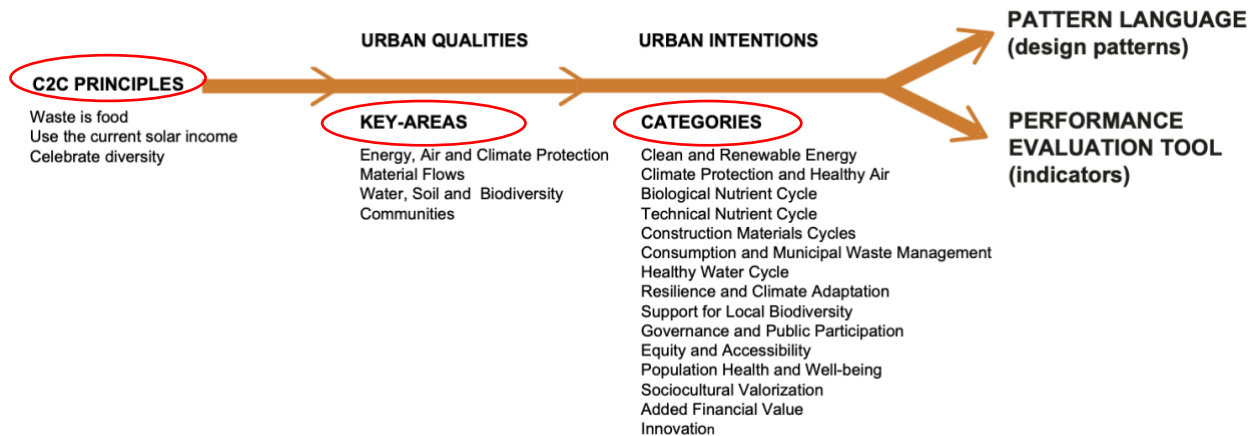 C2C PRINCIPLES
Waste is food
Use the current solar income
Celebrate diversity
URBAN QUALITIES
KEY-AREAS
Energy, Air and Climate Protection
Material Flows
Water, Soil and Biodiversity
Communities
URBAN INTENTIONS
CATEGORIES
Clean and Renewable Energy
Climate Protection and Healthy Air
Biological Nutrient Cycle
Technical Nutrient Cycle
Construction Materials Cycles
Consumption and Municipal Waste Management
Healthy Water Cycle
Resilience and Climate Adaptation
Support for Local Biodiversity
Governance and Public Participation
Equity and Accessibility
Population Health and Well-being
Sociocultural Valorization
Added Financial Value
Innovation
PATTERN LANGUAGE
(design patterns)
PERFORMANCE
EVALUATION TOOL
(indicators)